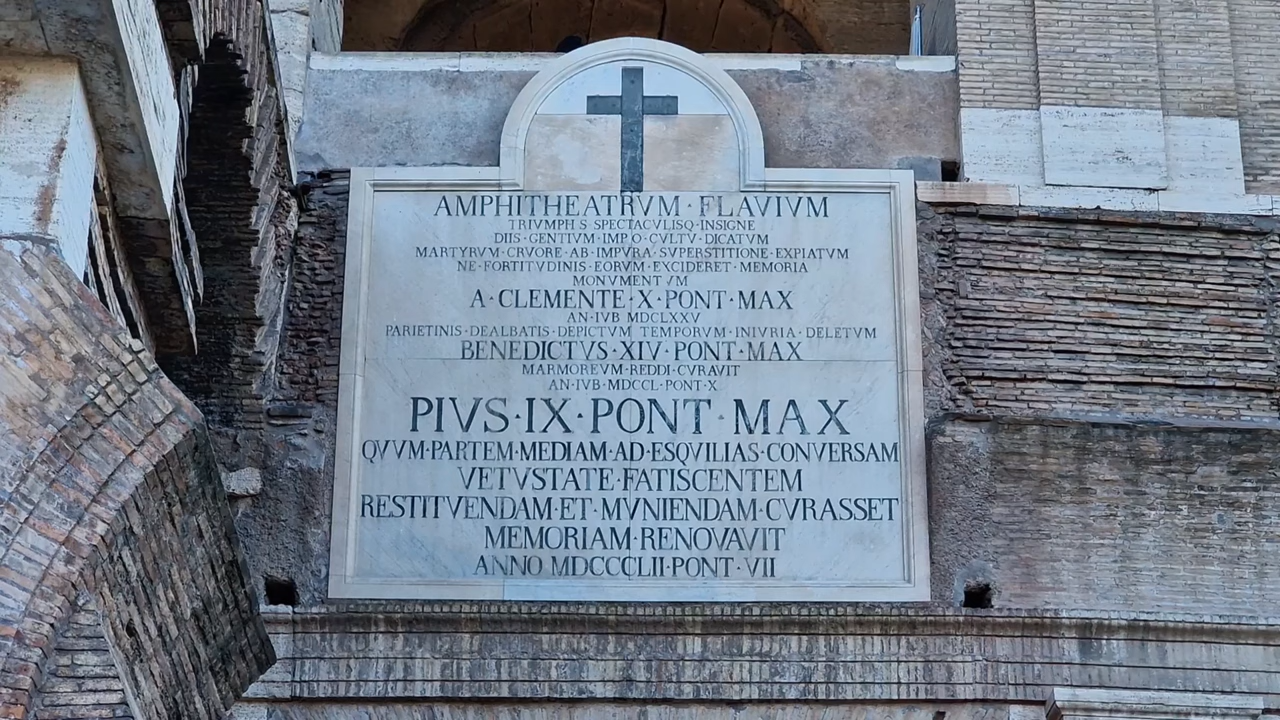 AMPHITHEATRVM · FLAVIVM
TRIVMPHIS SPECTACVLISQ · INSIGNE
DIIS · GENTIVM · IMPIO · CVLTV · DICATVM
MARTYRVM · CRVORE · AB · IMPVRA · SVPERSTITIONE · EXPIATVM
NE · FORTITVDINIS · EORVM · EXCIDERET · MEMORIA
MONVMENTVM
A · CLEMENTE · X · PONT · MAX
AN · IVB MDCLXXV
PARIETINIS · DEALBATIS · DEPICTVM TEMPORVM · INIVRIA · DELETVM
BENEDICTVS · XIV · PONT · MAX
MARMOREVM · REDDI · CVRAVIT
AN · IVB · MDCCL · PONT · X
PIVS · IX · PONT · MAX
QVVM · PARTEM · MEDIAM · AD · ESQVILIAS · CONVERSAM
VETVSTATE · FATISCENTEM
RESTITVENDAM · ET · MVNIENDAM · CVRASSET
MEMORIAM · RENOVAVIT
ANNO MDCCCLII · PONT · VII